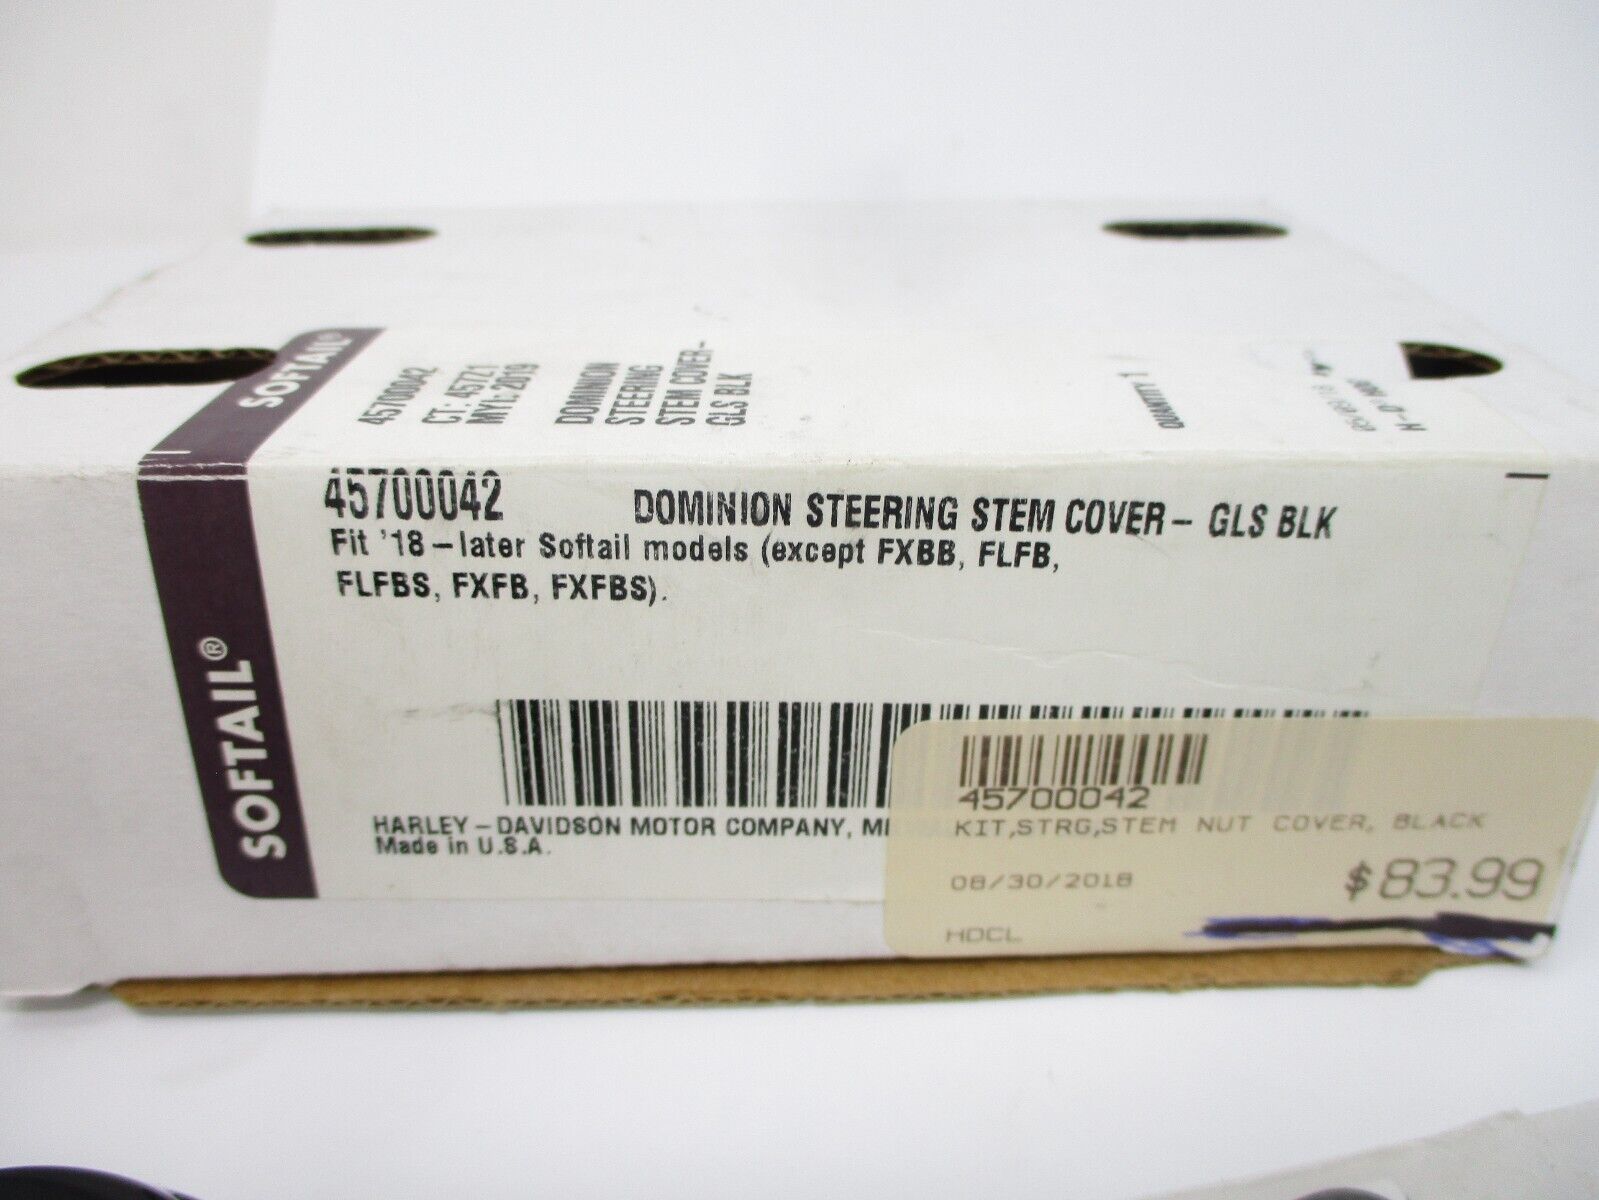 SOFTAIL®
45700042
CT: 45721
MYL: 2019
DOMINION
STEERING
STEM COVER–
GLS BLK
QUANTITY 1
45700042 DOMINION STEERING STEM COVER– GLS BLK
Fit '18–later Softail models (except FXBB, FLFB,
FLFBS, FXFB, FXFBS).
SOFTAIL®
HARLEY–DAVIDSON MOTOR COMPANY,
Made in U.S.A.
45700042
KIT,STRG,STEM NUT COVER, BLACK
08/30/2018
$83.99
HDCL